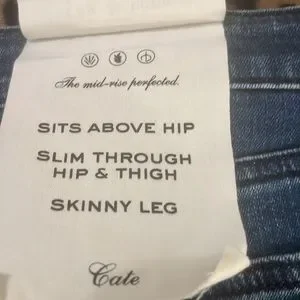 The mid-rise perfected.
SITS ABOVE HIP
SLIM THROUGH
HIP & THIGH
SKINNY LEG
Cate